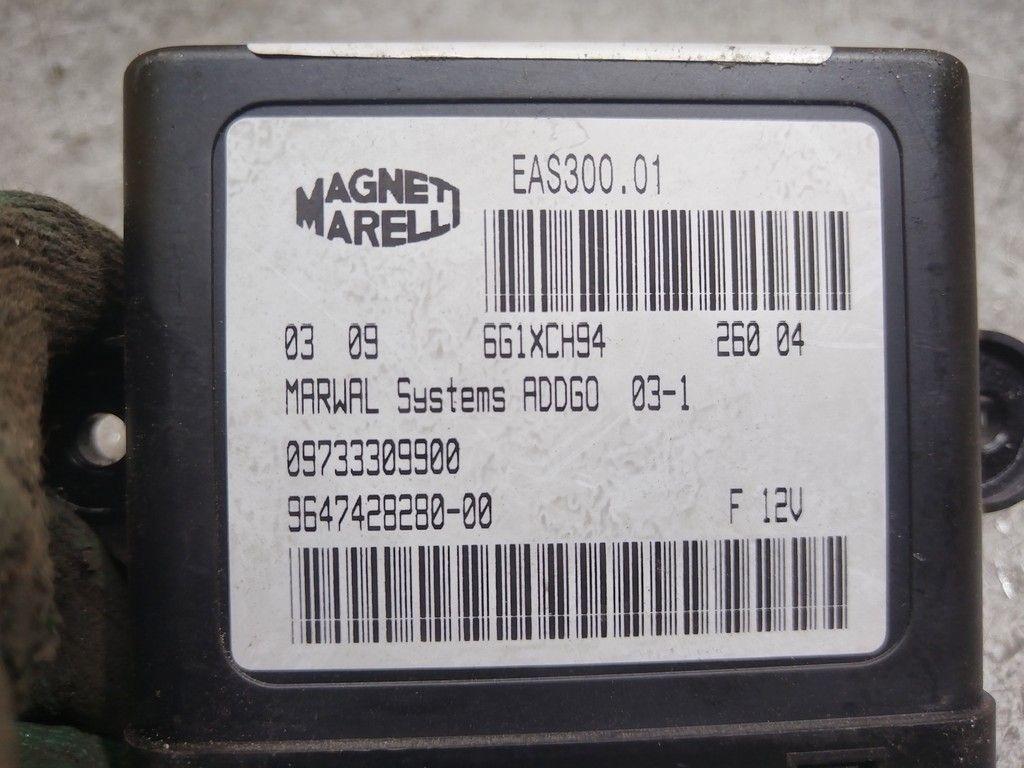 MAGNETI
MARELLI
EAS300.01
03 09 6G1XCH94 260 04
MARWAL Systems ADDGO 03-1
09733309900
9647428280-00 F 12V